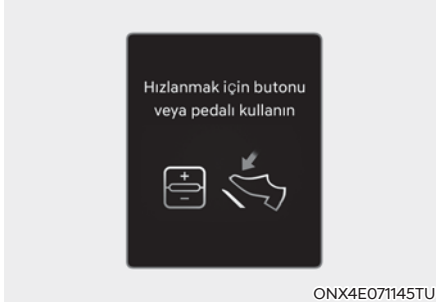 Hızlanmak için butonu
veya pedalı kullanın
+
−
ONX4E071145TU